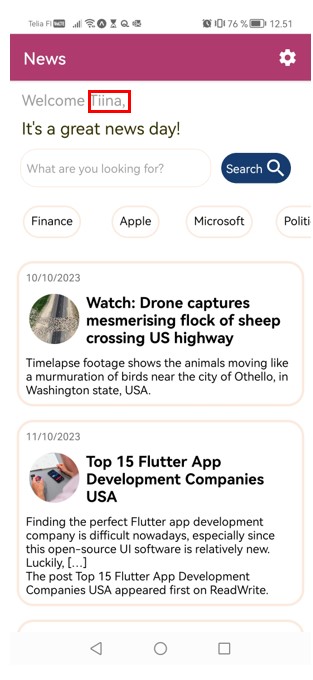 Telia FI VoLTE 76 % 12.51
News
Welcome Tiina,
It's a great news day!
What are you looking for? Search
Finance Apple Microsoft Politi
10/10/2023
Watch: Drone captures
mesmerising flock of sheep
crossing US highway
Timelapse footage shows the animals moving like
a murmuration of birds near the city of Othello, in
Washington state, USA.
11/10/2023
Top 15 Flutter App
Development Companies
USA
Finding the perfect Flutter app development
company is difficult nowadays, especially since
this open-source UI software is relatively new.
Luckily, […]
The post Top 15 Flutter App Development
Companies USA appeared first on ReadWrite.